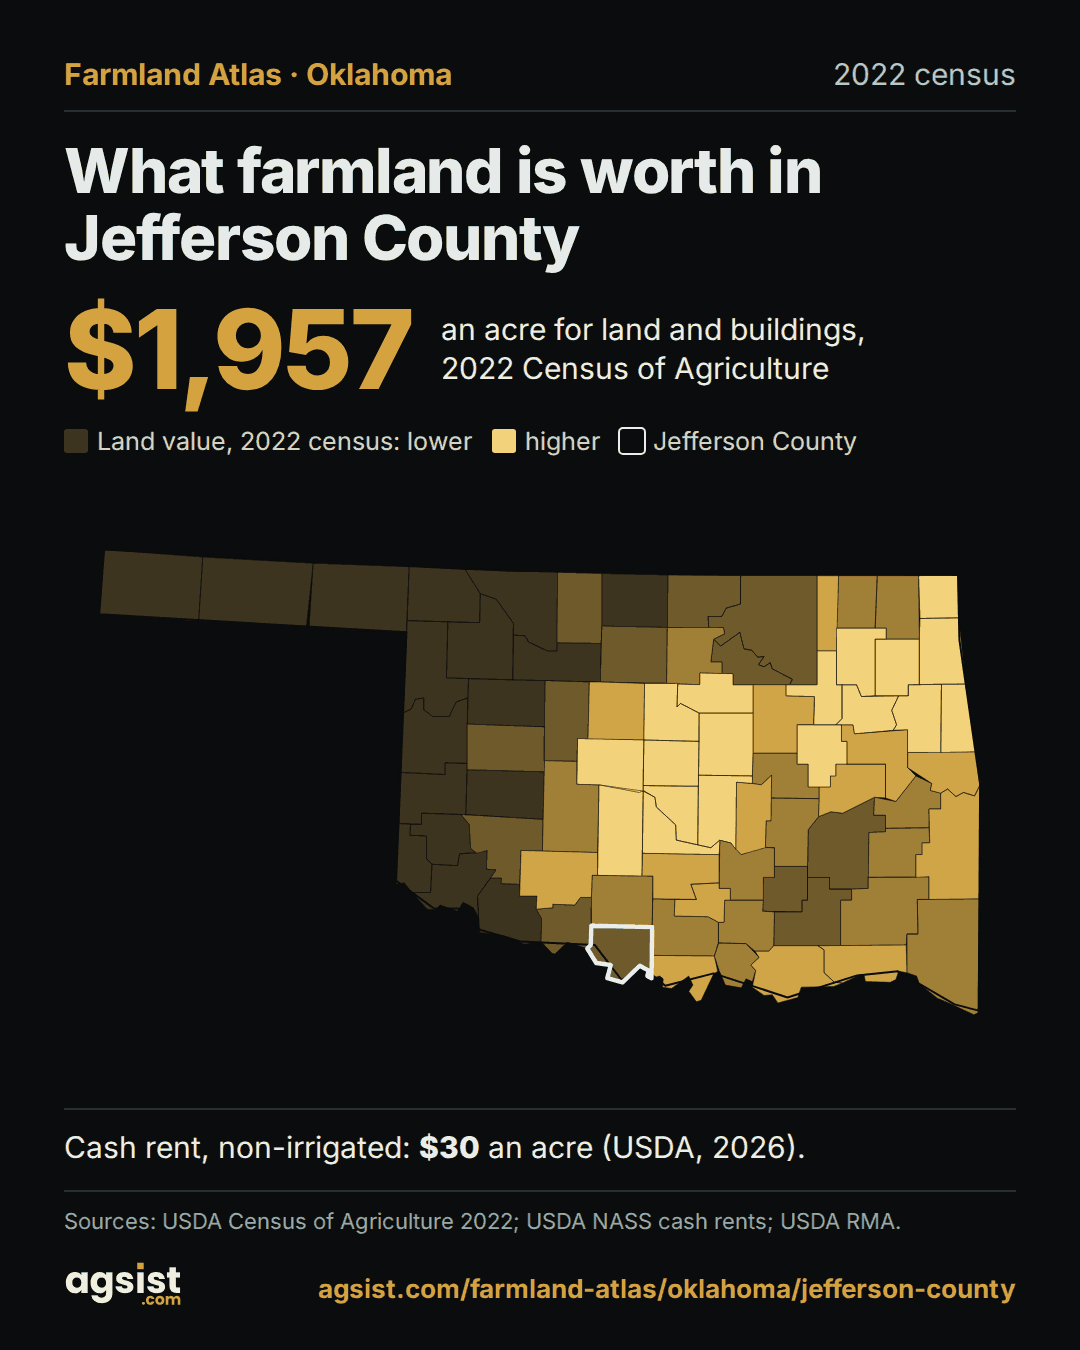 Farmland Atlas · Oklahoma
2022 census
What farmland is worth in
Jefferson County
$1,957
an acre for land and buildings,
2022 Census of Agriculture
Land value, 2022 census: lower
higher
Jefferson County
Cash rent, non-irrigated: $30 an acre (USDA, 2026).
Sources: USDA Census of Agriculture 2022; USDA NASS cash rents; USDA RMA.
agsist
.com
agsist.com/farmland-atlas/oklahoma/jefferson-county